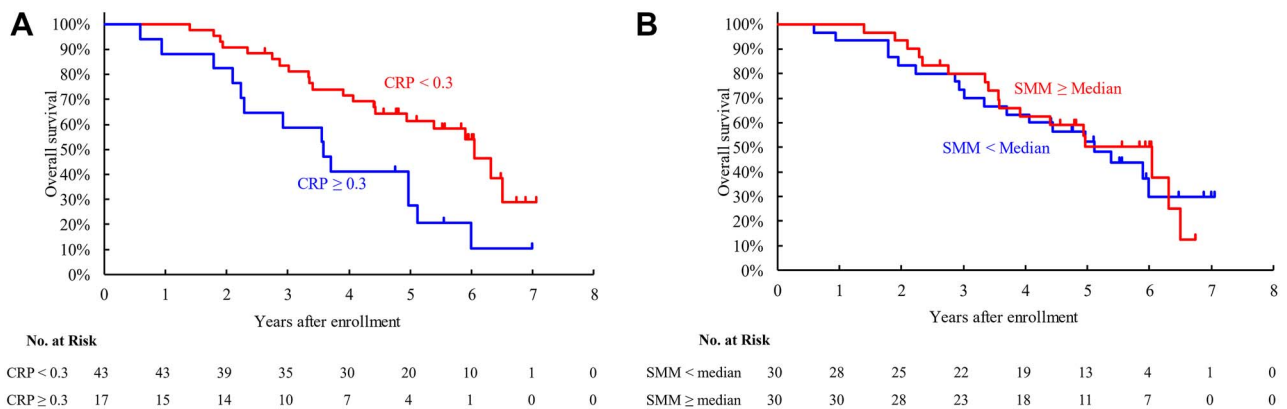 A
100%
90%
80%
70%
60%
50%
40%
30%
20%
10%
0%
Overall survival
CRP < 0.3
CRP ≥ 0.3
0 1 2 3 4 5 6 7 8
Years after enrollment
No. at Risk
CRP < 0.3 43 43 39 35 30 20 10 1 0
CRP ≥ 0.3 17 15 14 10 7 4 1 0 0
B
100%
90%
80%
70%
60%
50%
40%
30%
20%
10%
0%
Overall survival
SMM ≥ Median
SMM < Median
0 1 2 3 4 5 6 7 8
Years after enrollment
No. at Risk
SMM < median 30 28 25 22 19 13 4 1 0
SMM ≥ median 30 30 28 23 18 11 7 0 0